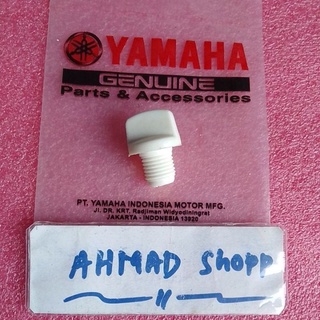 YAMAHA
GENUINE
Parts & Accessories
PT. YAMAHA INDONESIA MOTOR MFG.
Jl. DR. KRT. Radjiman Widyodiningrat
JAKARTA - INDONESIA 13920
AHMAD Shopp